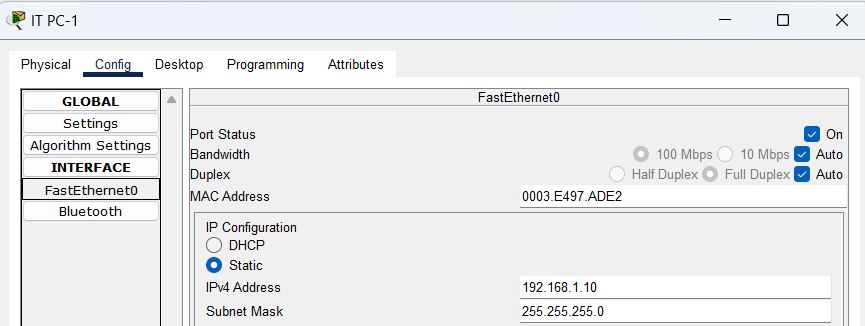 IT PC-1
Physical Config Desktop Programming Attributes
GLOBAL
Settings
Algorithm Settings
INTERFACE
FastEthernet0
Bluetooth
FastEthernet0
Port Status On
Bandwidth 100 Mbps 10 Mbps Auto
Duplex Half Duplex Full Duplex Auto
MAC Address 0003.E497.ADE2
IP Configuration
DHCP
Static
IPv4 Address 192.168.1.10
Subnet Mask 255.255.255.0